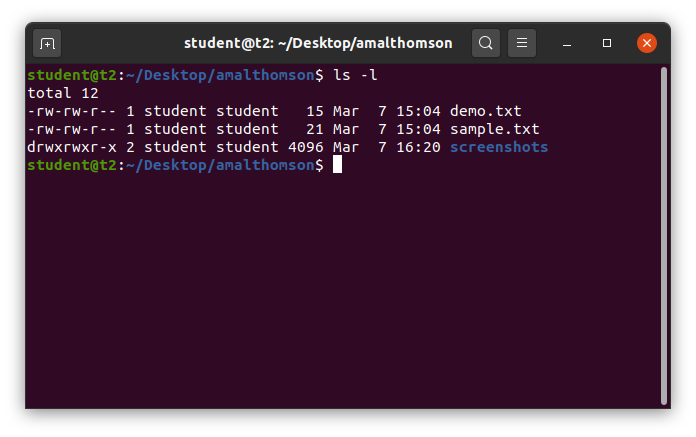 student@t2: ~/Desktop/amalthomson
student@t2:~/Desktop/amalthomson$ ls -l
total 12
-rw-rw-r-- 1 student student   15 Mar  7 15:04 demo.txt
-rw-rw-r-- 1 student student   21 Mar  7 15:04 sample.txt
drwxrwxr-x 2 student student 4096 Mar  7 16:20 screenshots
student@t2:~/Desktop/amalthomson$